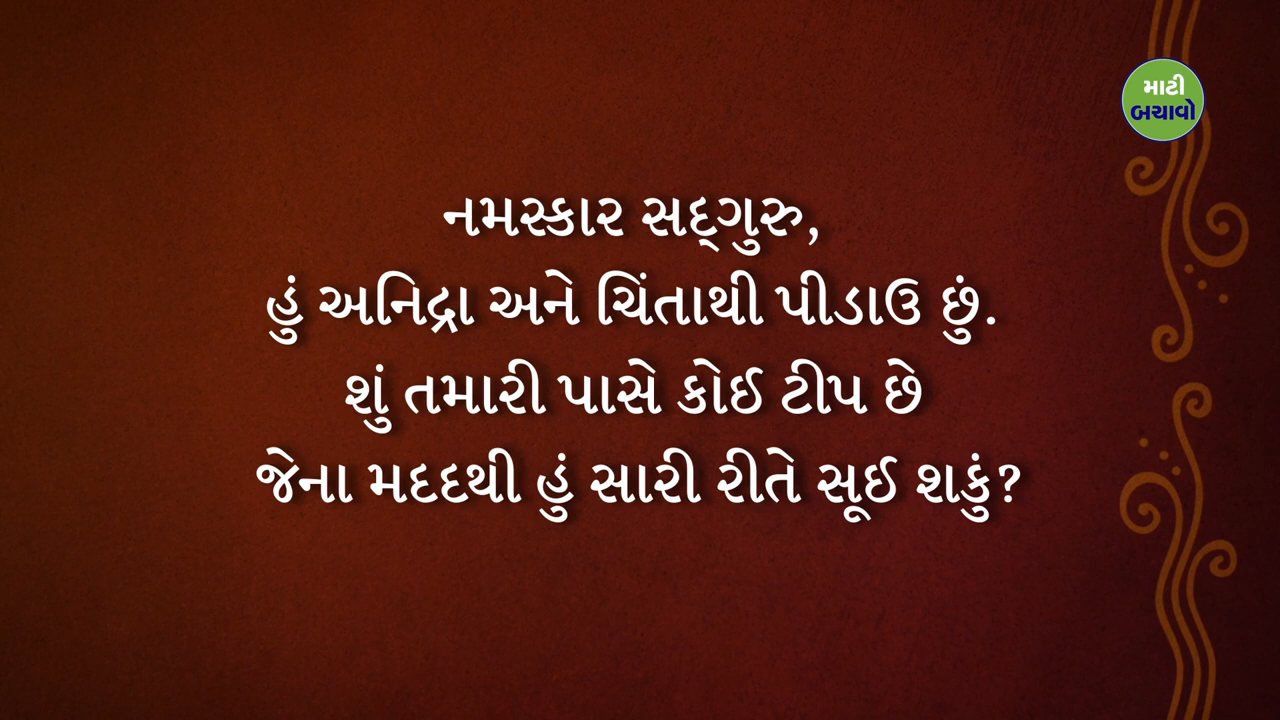 માટી
બચાવો
નમસ્કાર સદ્‌ગુરુ,
હું અનિદ્રા અને ચિંતાથી પીડાઉ છું.
શું તમારી પાસે કોઈ ટીપ છે
જેના મદદથી હું સારી રીતે સૂઈ શકું?